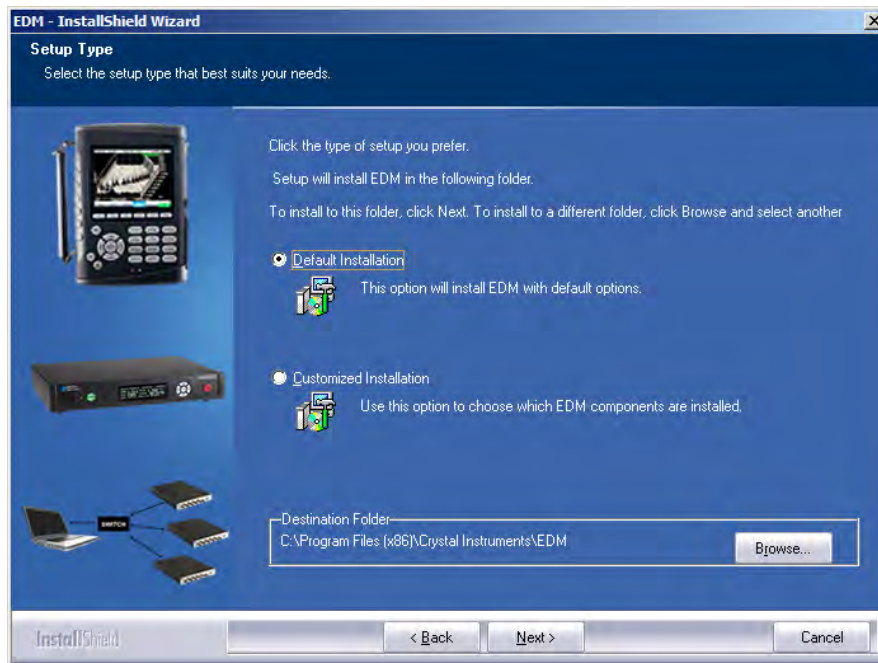 EDM - InstallShield Wizard
Setup Type
Select the setup type that best suits your needs.
Click the type of setup you prefer.
Setup will install EDM in the following folder.
To install to this folder, click Next. To install to a different folder, click Browse and select another
Default Installation
This option will install EDM with default options.
Customized Installation
Use this option to choose which EDM components are installed.
SWITCH
Destination Folder
C:\Program Files (x86)\Crystal Instruments\EDM
Browse...
InstallShield
< Back
Next >
Cancel